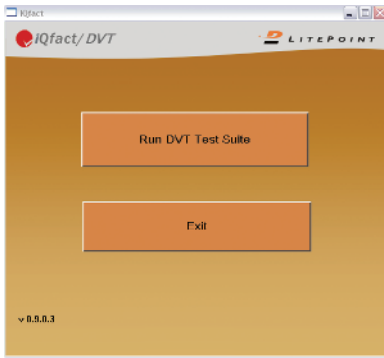 IQfact
iQfact/DVT
LITEPOINT
Run DVT Test Suite
Exit
v 0.9.0.3